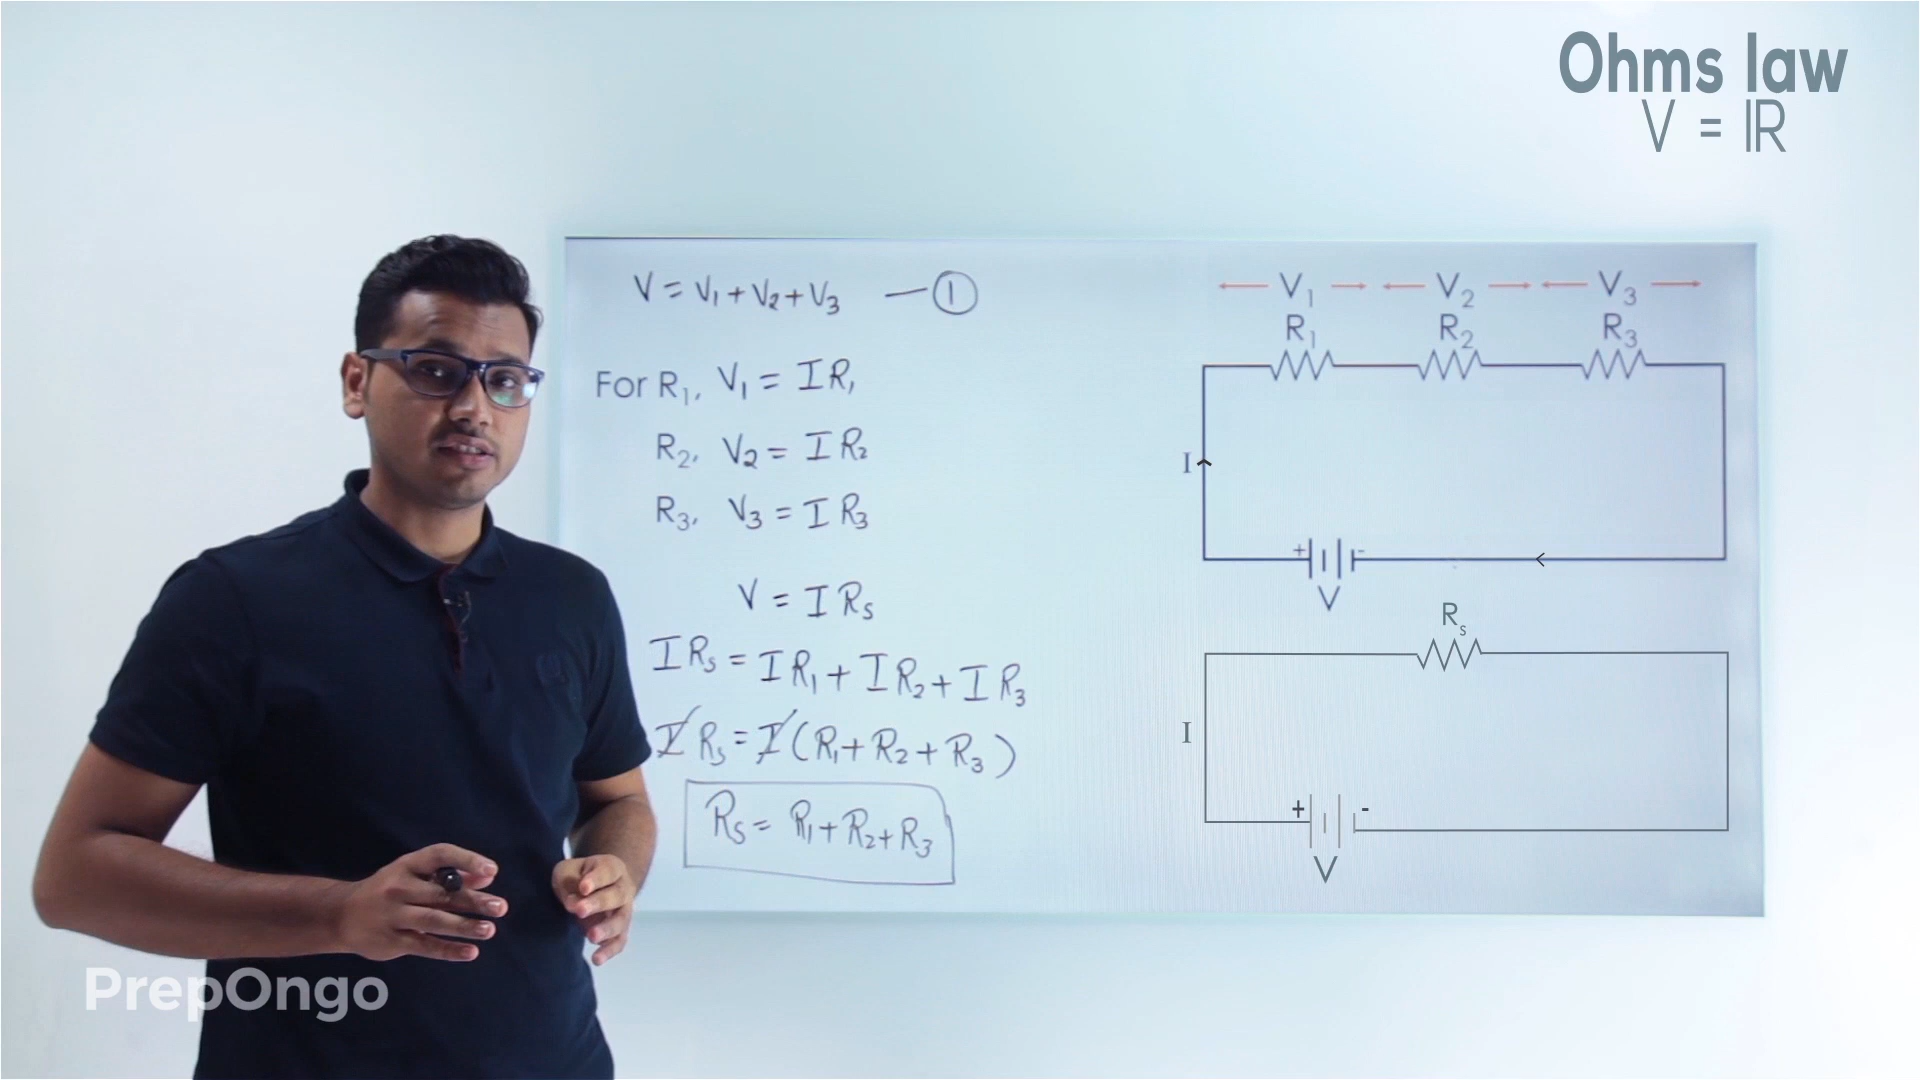 Ohms law
V = IR
V = V₁ + V₂ + V₃ — ①
For R₁, V₁ = IR₁
R₂, V₂ = IR₂
R₃, V₃ = IR₃
V = IRₛ
IRₛ = IR₁ + IR₂ + IR₃
IRₛ = I(R₁ + R₂ + R₃)
Rₛ = R₁ + R₂ + R₃
V₁ V₂ V₃
R₁ R₂ R₃
I
+ -
V
Rₛ
I
+ -
V
PrepOngo